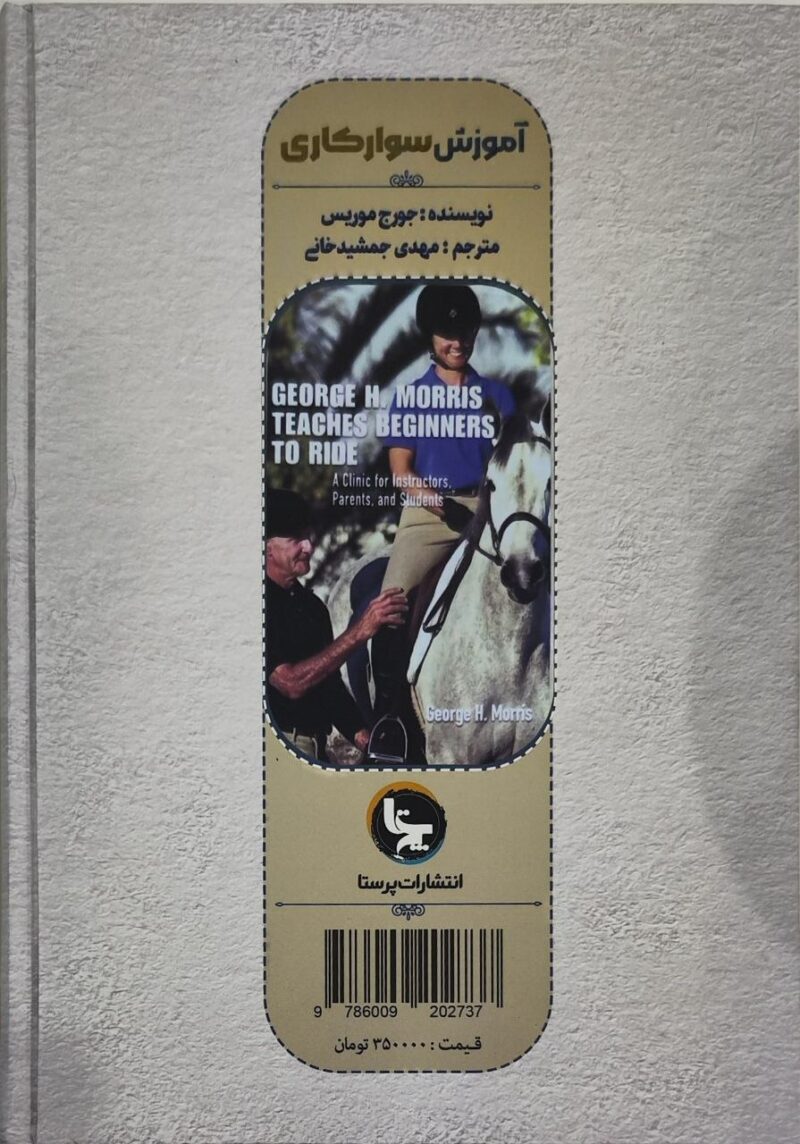 آموزش سوارکاری
نویسنده : جورج موریس
مترجم : مهدی جمشیدخانی
GEORGE H. MORRIS
TEACHES BEGINNERS
TO RIDE
A Clinic for Instructors,
Parents, and Students
George H. Morris
پرستا
انتشارات پرستا
9 786009 202737
قیمت : ۳۵۰۰۰۰ تومان